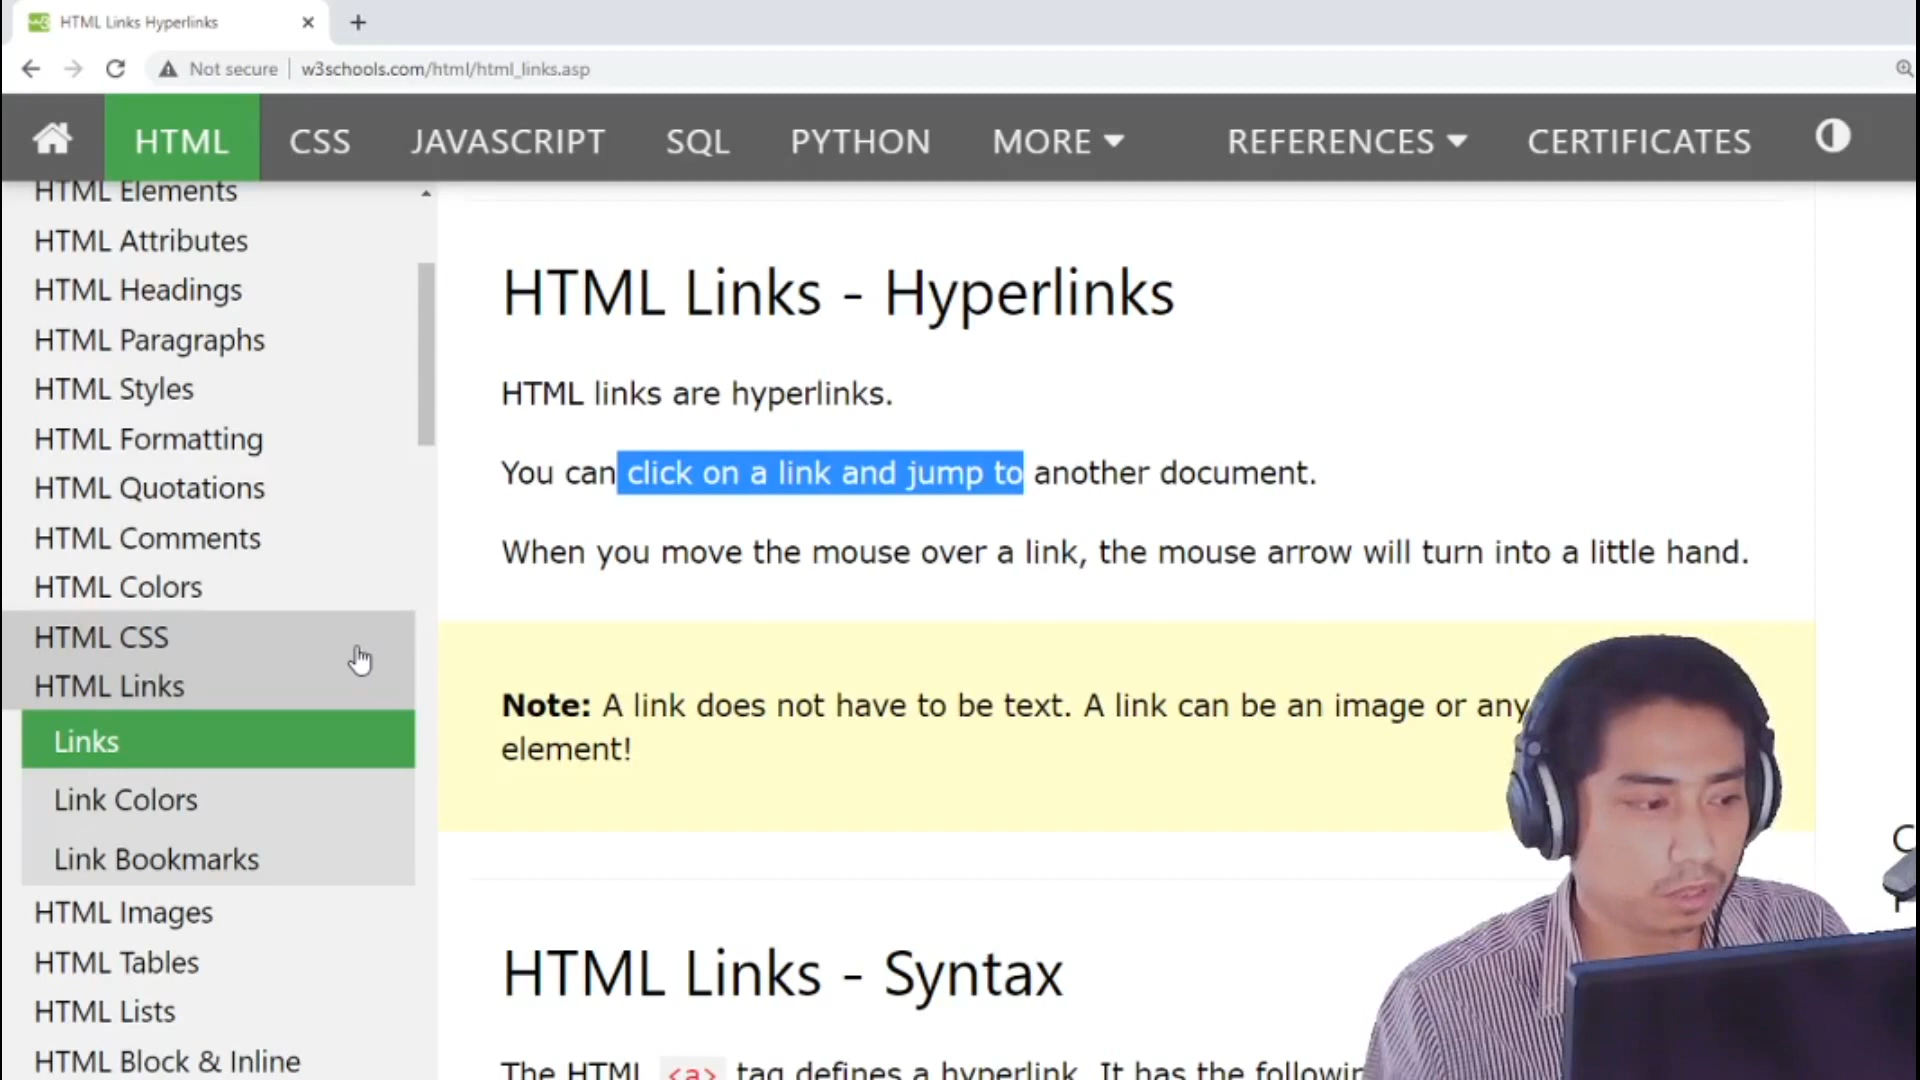 HTML Links Hyperlinks
Not secure
w3schools.com/html/html_links.asp
HTML
CSS
JAVASCRIPT
SQL
PYTHON
MORE
REFERENCES
CERTIFICATES
HTML Elements
HTML Attributes
HTML Headings
HTML Paragraphs
HTML Styles
HTML Formatting
HTML Quotations
HTML Comments
HTML Colors
HTML CSS
HTML Links
Links
Link Colors
Link Bookmarks
HTML Images
HTML Tables
HTML Lists
HTML Block & Inline
HTML Links - Hyperlinks
HTML links are hyperlinks.
You can click on a link and jump to another document.
When you move the mouse over a link, the mouse arrow will turn into a little hand.
Note: A link does not have to be text. A link can be an image or any
element!
HTML Links - Syntax
The HTML <a> tag defines a hyperlink. It has the